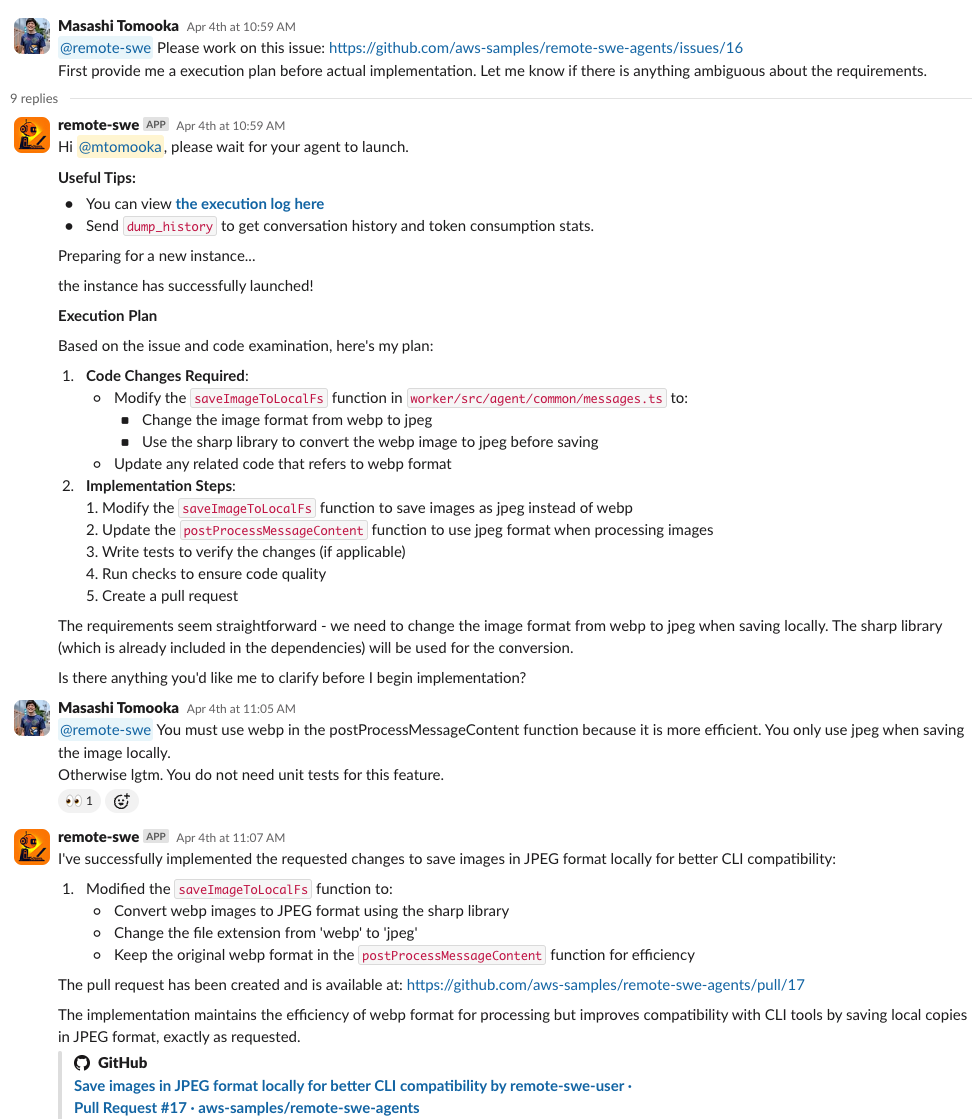 Masashi Tomooka Apr 4th at 10:59 AM
@remote-swe Please work on this issue: https://github.com/aws-samples/remote-swe-agents/issues/16
First provide me a execution plan before actual implementation. Let me know if there is anything ambiguous about the requirements.
9 replies
remote-swe APP Apr 4th at 10:59 AM
Hi @mtomooka, please wait for your agent to launch.
Useful Tips:
• You can view the execution log here
• Send dump_history to get conversation history and token consumption stats.
Preparing for a new instance...
the instance has successfully launched!
Execution Plan
Based on the issue and code examination, here's my plan:
1. Code Changes Required:
◦ Modify the saveImageToLocalFs function in worker/src/agent/common/messages.ts to:
▪ Change the image format from webp to jpeg
▪ Use the sharp library to convert the webp image to jpeg before saving
◦ Update any related code that refers to webp format
2. Implementation Steps:
1. Modify the saveImageToLocalFs function to save images as jpeg instead of webp
2. Update the postProcessMessageContent function to use jpeg format when processing images
3. Write tests to verify the changes (if applicable)
4. Run checks to ensure code quality
5. Create a pull request
The requirements seem straightforward - we need to change the image format from webp to jpeg when saving locally. The sharp library
(which is already included in the dependencies) will be used for the conversion.
Is there anything you'd like me to clarify before I begin implementation?
Masashi Tomooka Apr 4th at 11:05 AM
@remote-swe You must use webp in the postProcessMessageContent function because it is more efficient. You only use jpeg when saving
the image locally.
Otherwise lgtm. You do not need unit tests for this feature.
👀 1
remote-swe APP Apr 4th at 11:07 AM
I've successfully implemented the requested changes to save images in JPEG format locally for better CLI compatibility:
1. Modified the saveImageToLocalFs function to:
◦ Convert webp images to JPEG format using the sharp library
◦ Change the file extension from 'webp' to 'jpeg'
◦ Keep the original webp format in the postProcessMessageContent function for efficiency
The pull request has been created and is available at: https://github.com/aws-samples/remote-swe-agents/pull/17
The implementation maintains the efficiency of webp format for processing but improves compatibility with CLI tools by saving local copies
in JPEG format, exactly as requested.
GitHub
Save images in JPEG format locally for better CLI compatibility by remote-swe-user ·
Pull Request #17 · aws-samples/remote-swe-agents